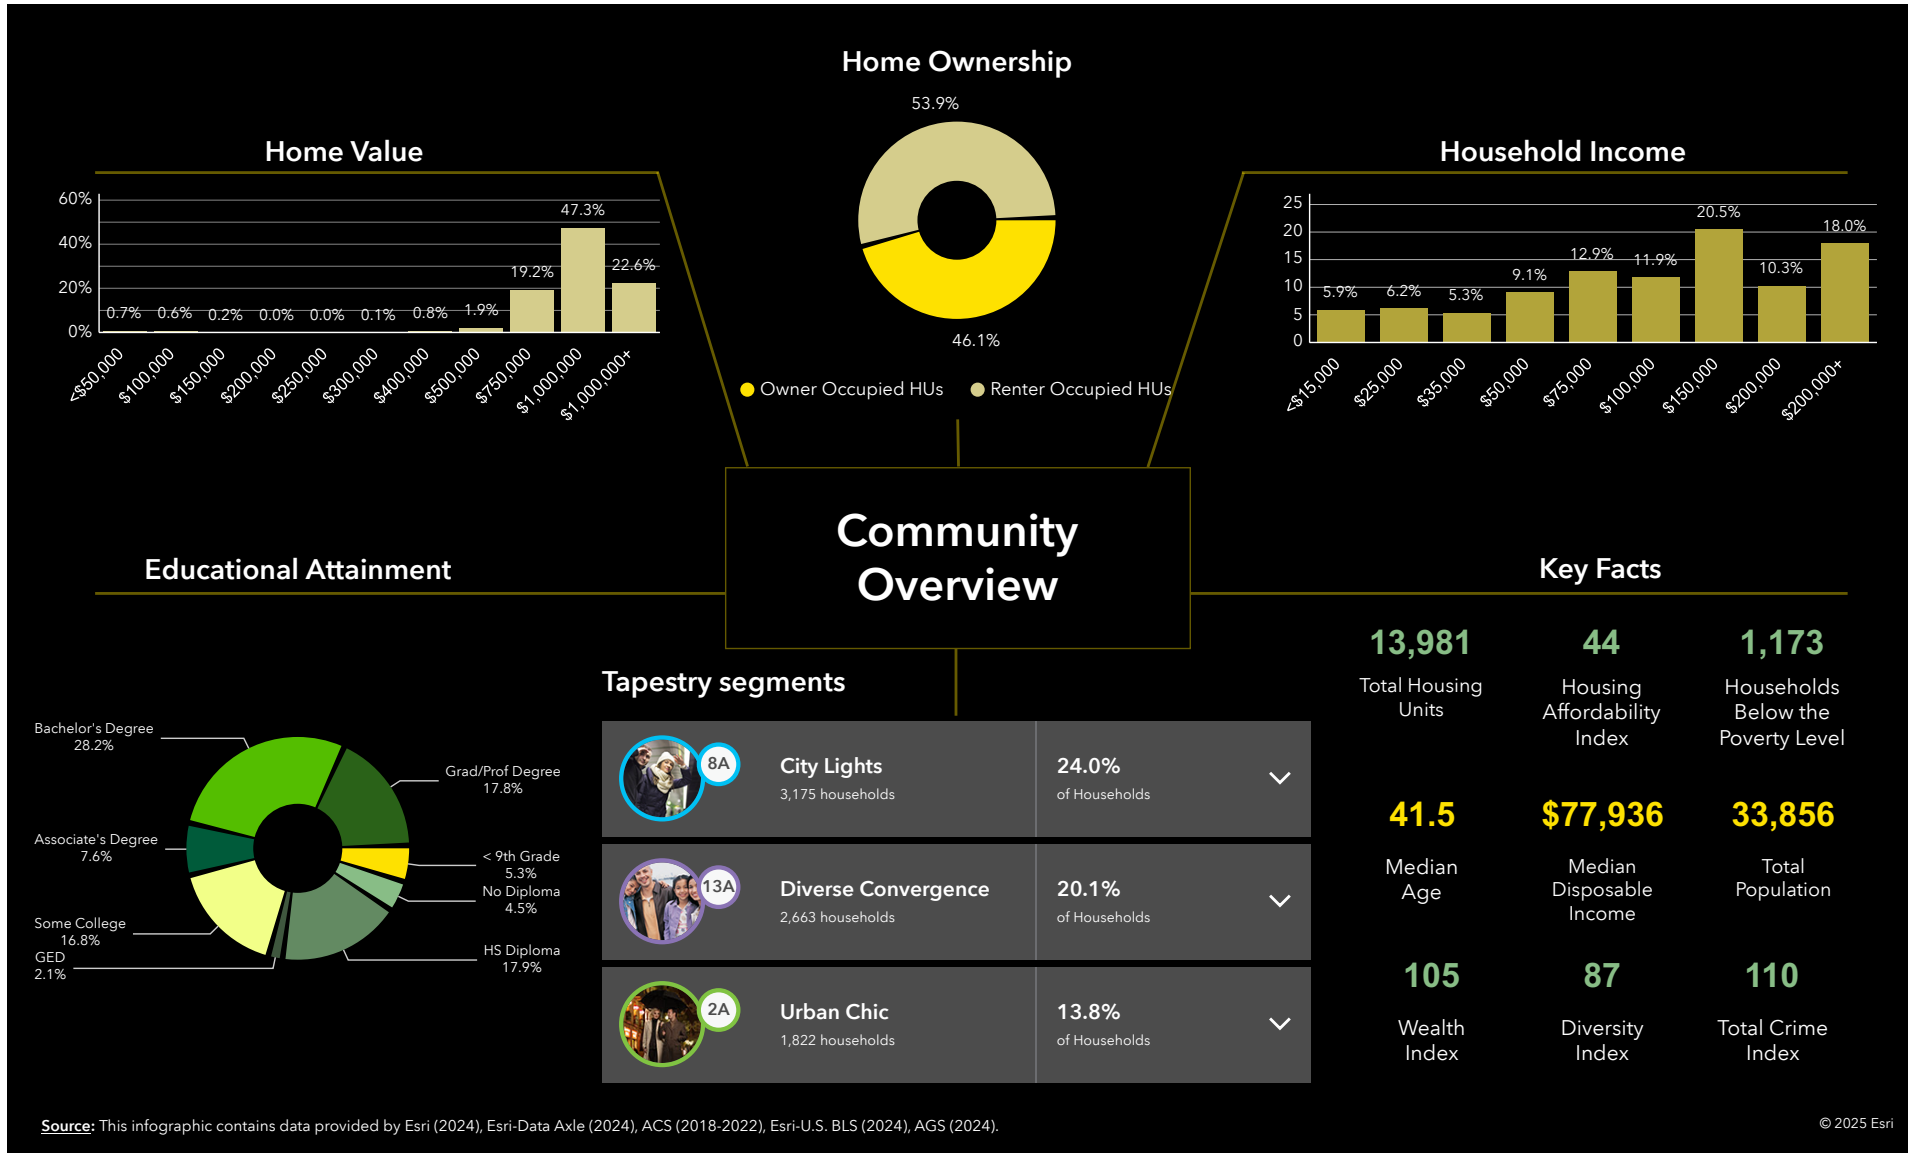 Home Ownership
53.9%
46.1%
Owner Occupied HUs
Renter Occupied HUs
Home Value
60%
40%
20%
0%
0.7%
0.6%
0.2%
0.0%
0.0%
0.1%
0.8%
1.9%
19.2%
47.3%
22.6%
<$50,000
$100,000
$150,000
$200,000
$250,000
$300,000
$400,000
$500,000
$750,000
$1,000,000
$1,000,000+
Household Income
25
20
15
10
5
0
5.9%
6.2%
5.3%
9.1%
12.9%
11.9%
20.5%
10.3%
18.0%
<$15,000
$25,000
$35,000
$50,000
$75,000
$100,000
$150,000
$200,000
$200,000+
Community
Overview
Educational Attainment
Bachelor's Degree
28.2%
Grad/Prof Degree
17.8%
Associate's Degree
7.6%
< 9th Grade
5.3%
No Diploma
4.5%
Some College
16.8%
GED
2.1%
HS Diploma
17.9%
Tapestry segments
8A
City Lights
3,175 households
24.0%
of Households
13A
Diverse Convergence
2,663 households
20.1%
of Households
2A
Urban Chic
1,822 households
13.8%
of Households
Key Facts
13,981
Total Housing
Units
44
Housing
Affordability
Index
1,173
Households
Below the
Poverty Level
41.5
Median
Age
$77,936
Median
Disposable
Income
33,856
Total
Population
105
Wealth
Index
87
Diversity
Index
110
Total Crime
Index
Source: This infographic contains data provided by Esri (2024), Esri-Data Axle (2024), ACS (2018-2022), Esri-U.S. BLS (2024), AGS (2024).
© 2025 Esri